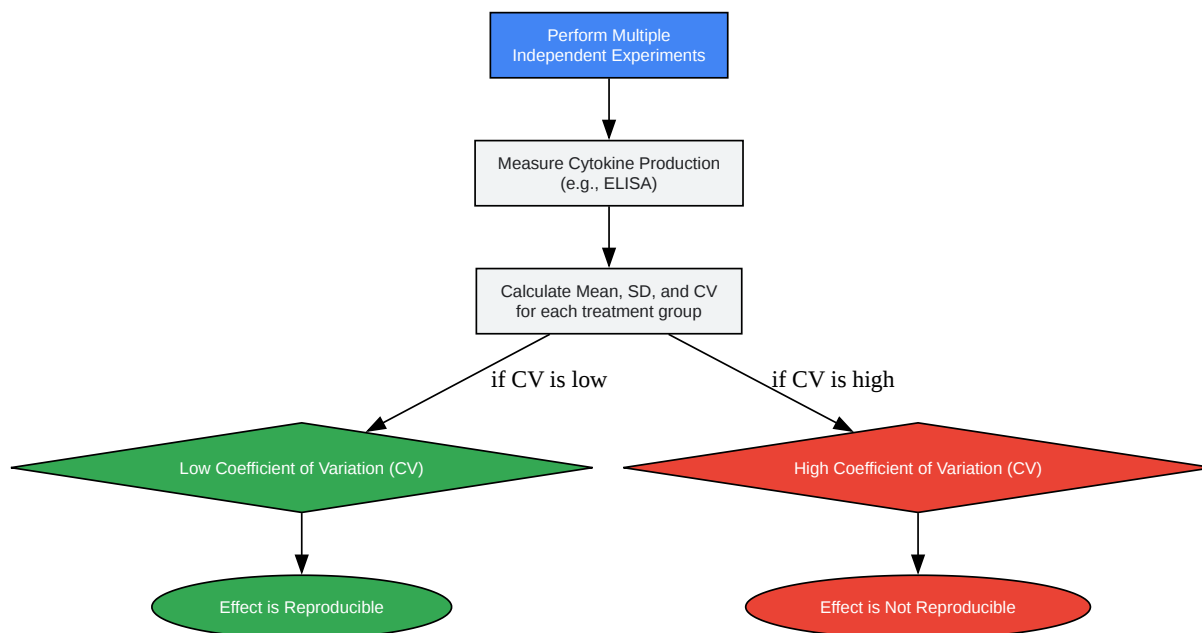 Perform Multiple
Independent Experiments
Measure Cytokine Production
(e.g., ELISA)
Calculate Mean, SD, and CV
for each treatment group
if CV is low
if CV is high
Low Coefficient of Variation (CV)
High Coefficient of Variation (CV)
Effect is Reproducible
Effect is Not Reproducible